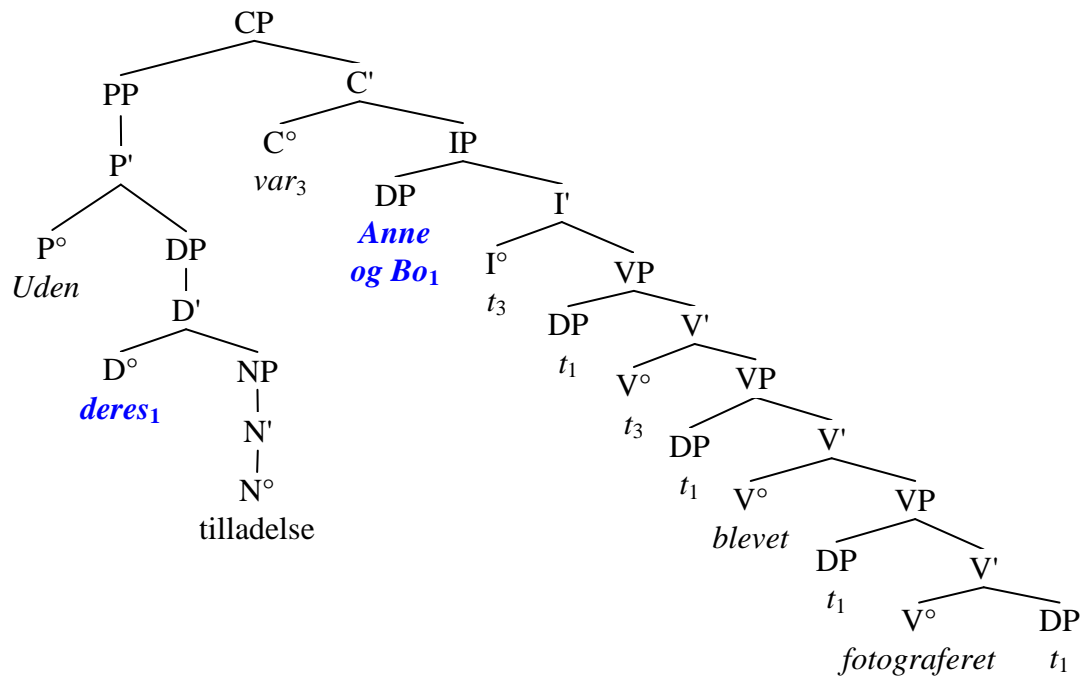 CP
PP C'
C° IP
P' var₃
DP I'
P° DP Anne
Uden og Bo₁ I° VP
D' t₃
DP V'
D° NP t₁
deres₁ V° VP
N' t₃
DP V'
N° t₁
tilladelse V° VP
blevet
DP V'
t₁
V° DP
fotograferet t₁